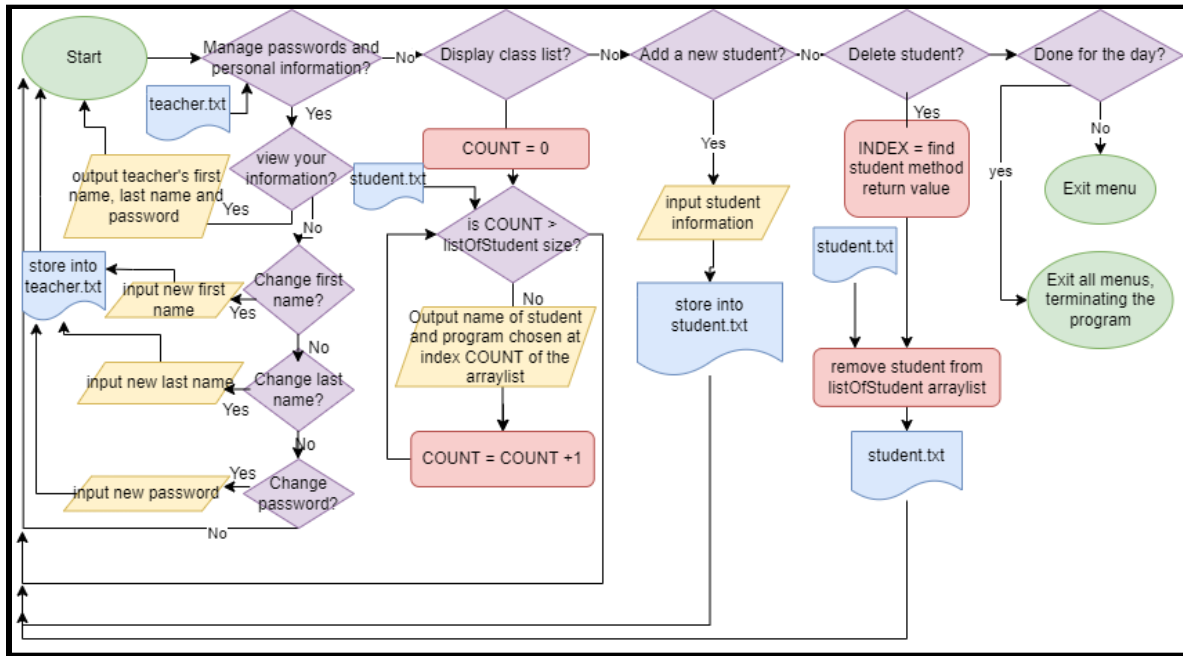 Start
Manage passwords and
personal information?
No
Display class list?
No
Add a new student?
No
Delete student?
Done for the day?
teacher.txt
Yes
view your
information?
Yes
output teacher's first
name, last name and
password
No
Change first
name?
Yes
input new first
name
store into
teacher.txt
No
Change last
name?
Yes
input new last name
No
Change
password?
Yes
input new password
No
COUNT = 0
student.txt
is COUNT >
listOfStudent size?
No
Output name of student
and program chosen at
index COUNT of the
arraylist
COUNT = COUNT +1
Yes
input student
information
store into
student.txt
Yes
INDEX = find
student method
return value
student.txt
remove student from
listOfStudent arraylist
student.txt
No
Exit menu
yes
Exit all menus,
terminating the
program